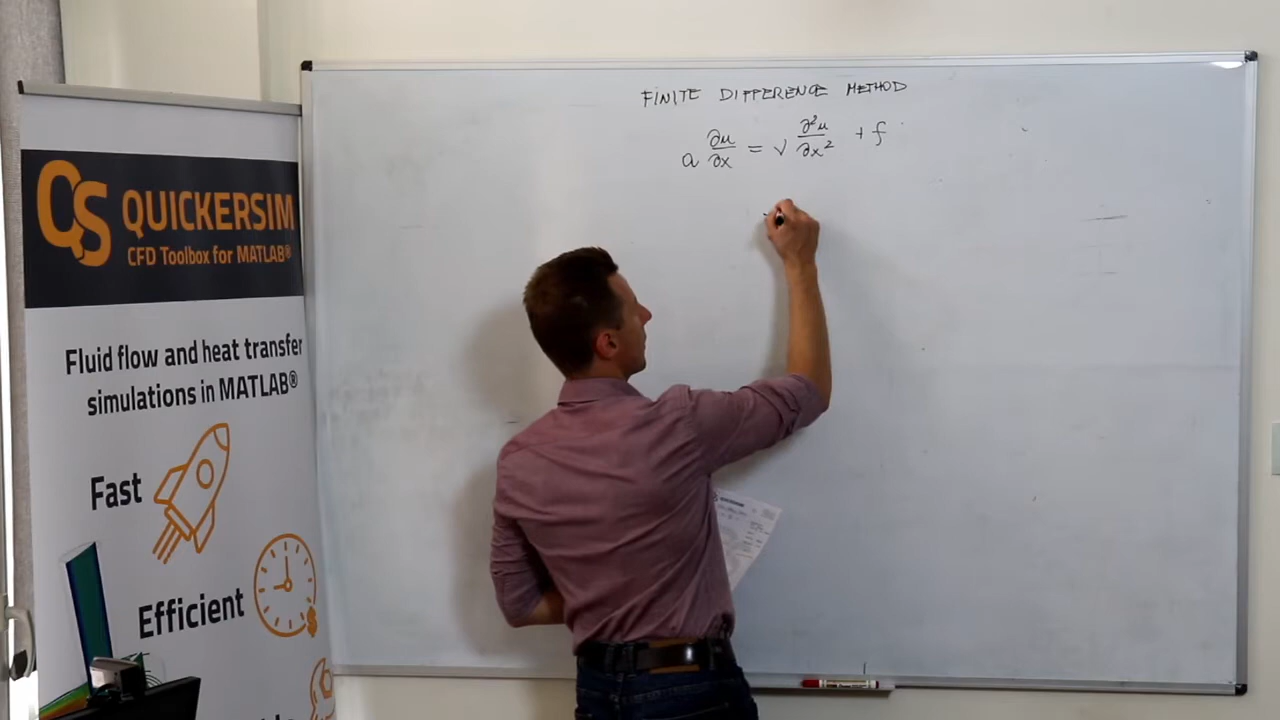 FINITE DIFFERENCE METHOD
a ∂u/∂x = ν ∂²u/∂x² + f
QS QUICKERSIM
CFD Toolbox for MATLAB®
Fluid flow and heat transfer
simulations in MATLAB®
Fast
Efficient